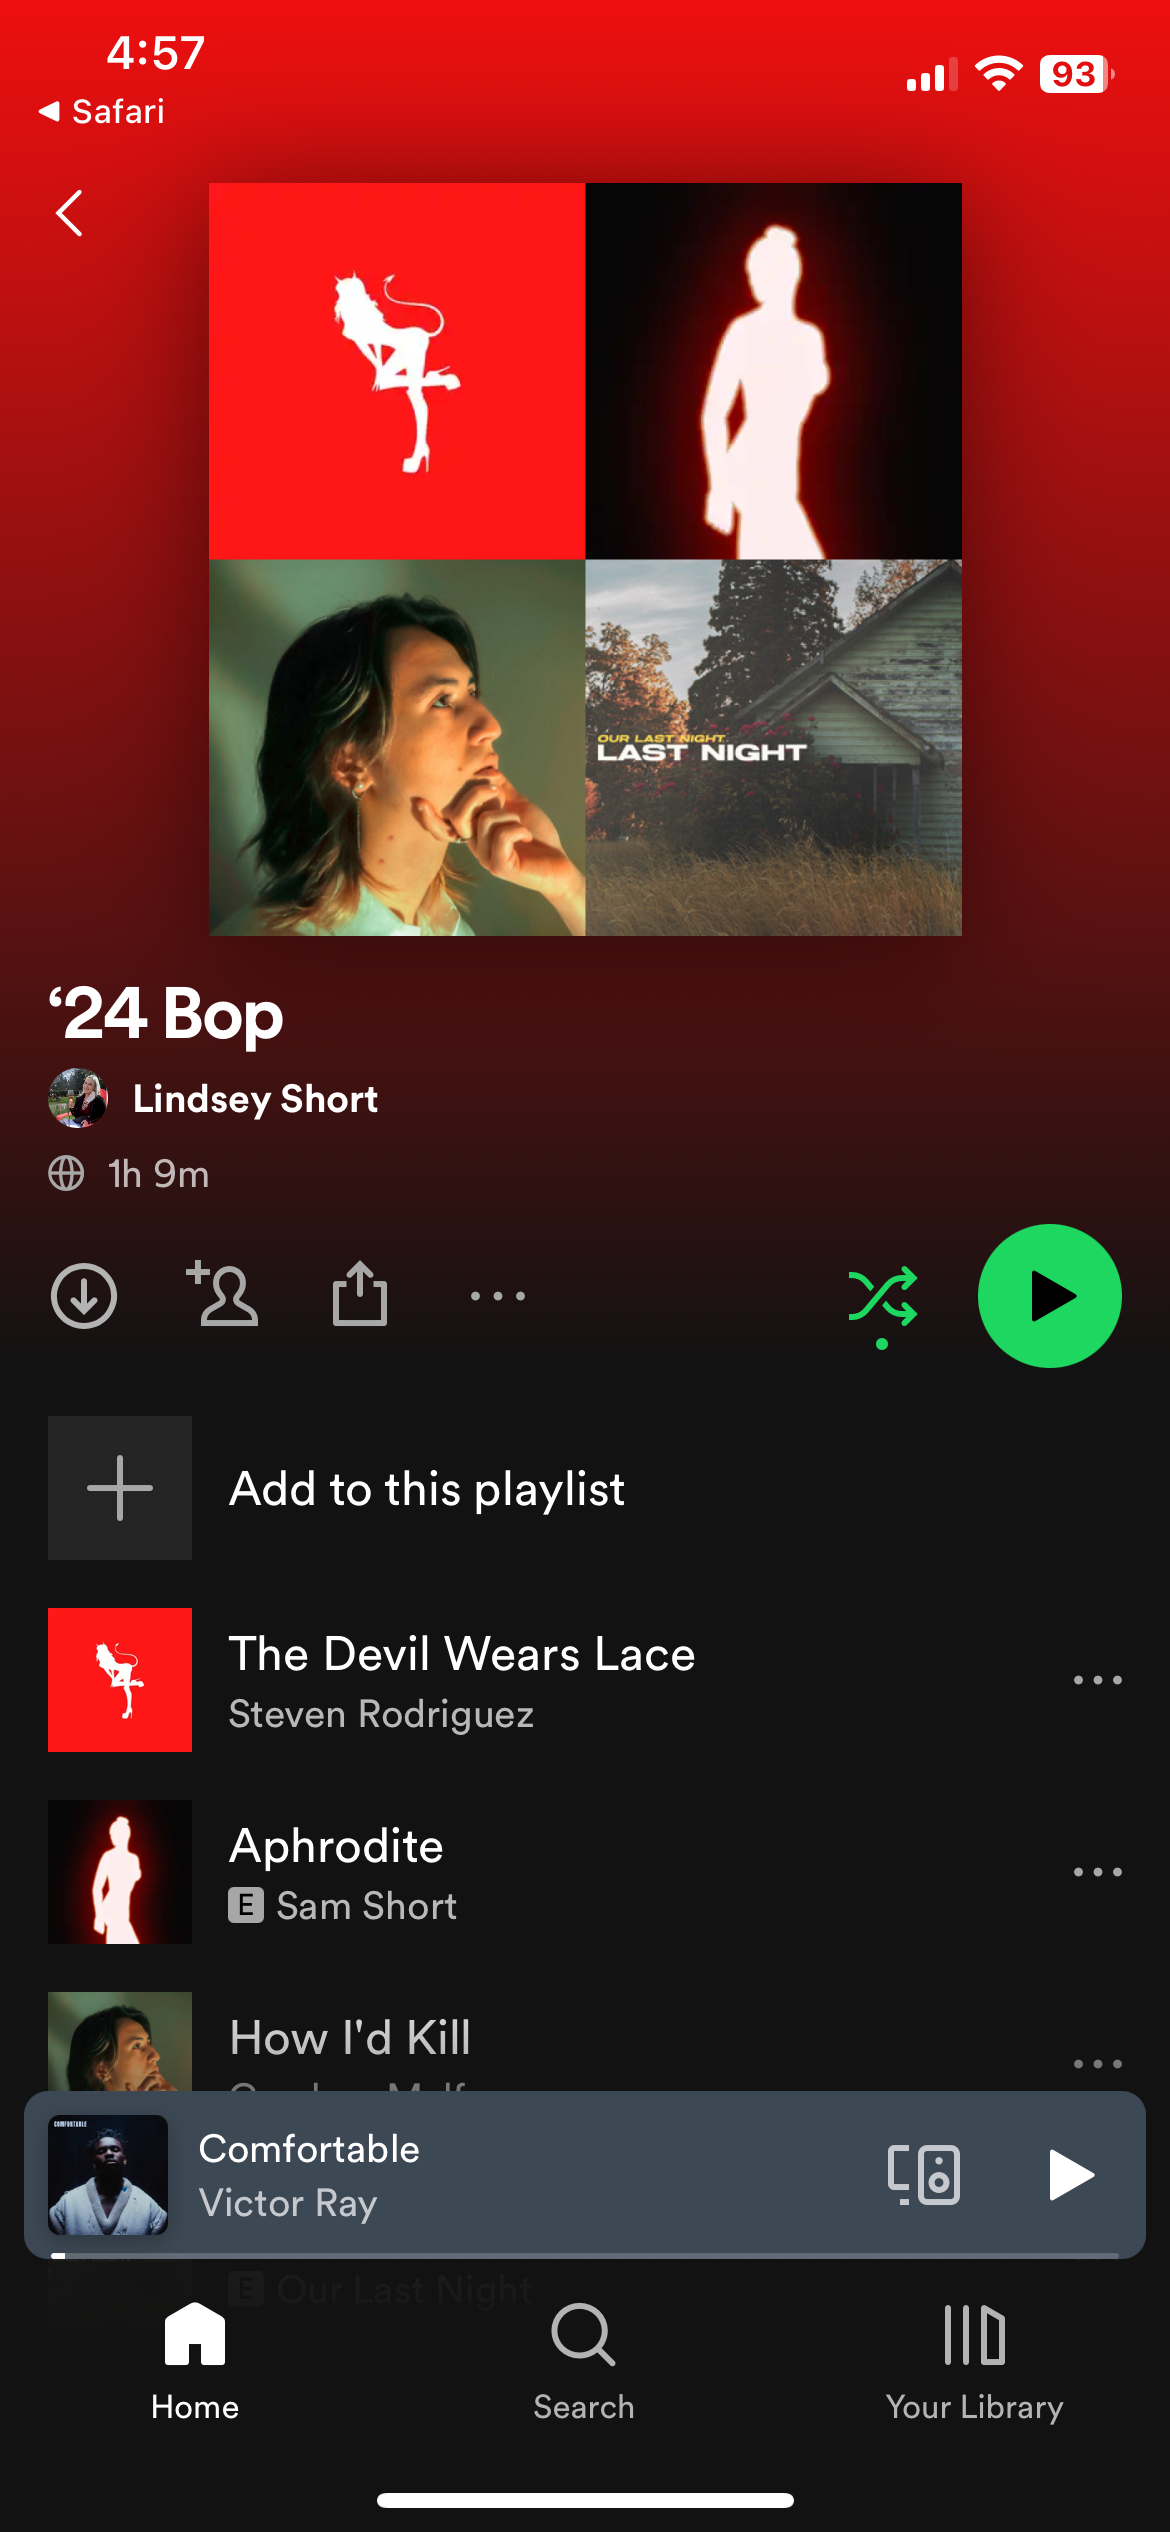 4:57
93
Safari
OUR LAST NIGHT
LAST NIGHT
‘24 Bop
Lindsey Short
1h 9m
Add to this playlist
The Devil Wears Lace
Steven Rodriguez
Aphrodite
E Sam Short
How I'd Kill
COMFORTABLE
Comfortable
Victor Ray
E Our Last Night
Home
Search
Your Library